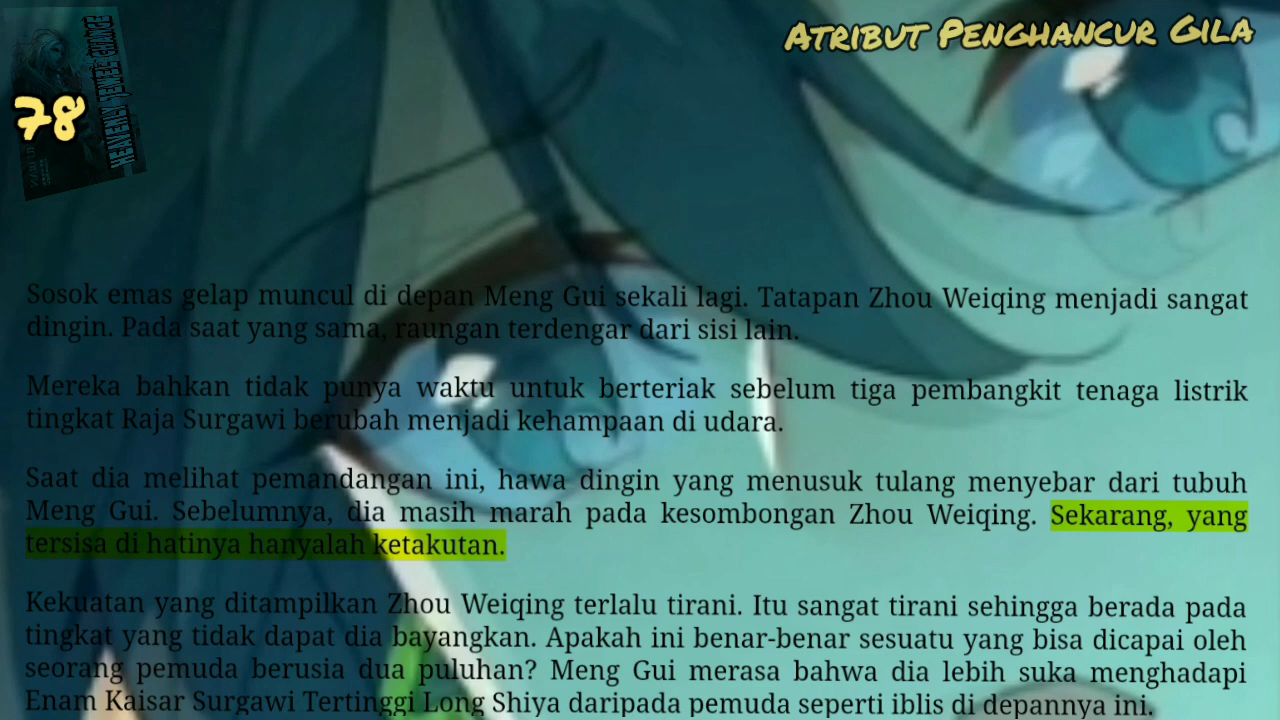 Atribut Penghancur Gila
HEAVENLY JEWEL CHANGE
78
Sosok emas gelap muncul di depan Meng Gui sekali lagi. Tatapan Zhou Weiqing menjadi sangat
dingin. Pada saat yang sama, raungan terdengar dari sisi lain.
Mereka bahkan tidak punya waktu untuk berteriak sebelum tiga pembangkit tenaga listrik
tingkat Raja Surgawi berubah menjadi kehampaan di udara.
Saat dia melihat pemandangan ini, hawa dingin yang menusuk tulang menyebar dari tubuh
Meng Gui. Sebelumnya, dia masih marah pada kesombongan Zhou Weiqing. Sekarang, yang
tersisa di hatinya hanyalah ketakutan.
Kekuatan yang ditampilkan Zhou Weiqing terlalu tirani. Itu sangat tirani sehingga berada pada
tingkat yang tidak dapat dia bayangkan. Apakah ini benar-benar sesuatu yang bisa dicapai oleh
seorang pemuda berusia dua puluhan? Meng Gui merasa bahwa dia lebih suka menghadapi
Enam Kaisar Surgawi Tertinggi Long Shiya daripada pemuda seperti iblis di depannya ini.